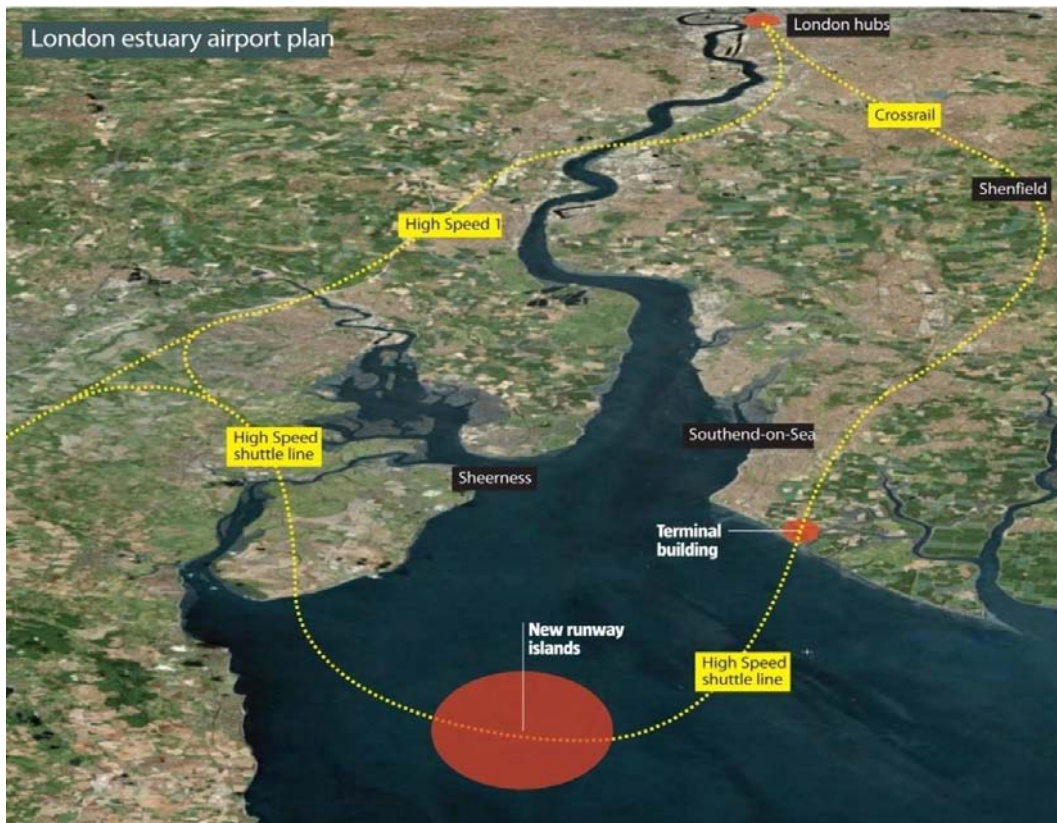 London estuary airport plan
London hubs
Crossrail
Shenfield
High Speed 1
High Speed
shuttle line
Southend-on-Sea
Sheerness
Terminal
building
New runway
islands
High Speed
shuttle line